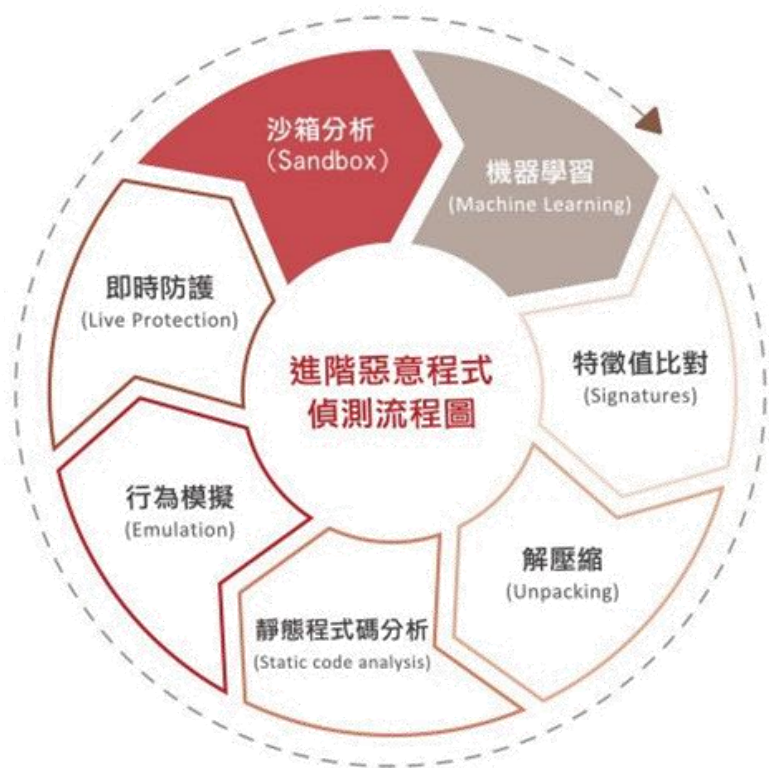 進階惡意程式
偵測流程圖
沙箱分析
（Sandbox）
機器學習
(Machine Learning)
特徵值比對
(Signatures)
解壓縮
(Unpacking)
靜態程式碼分析
(Static code analysis)
行為模擬
(Emulation)
即時防護
(Live Protection)